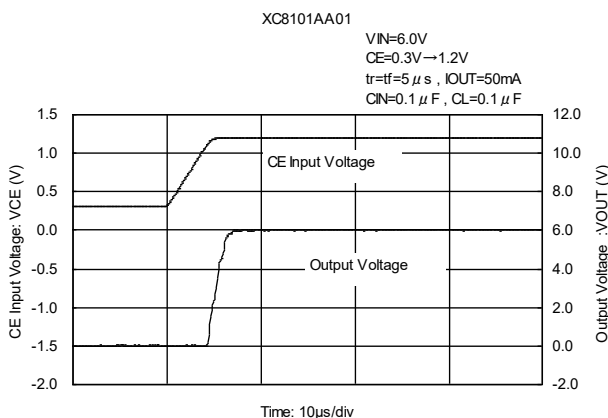 XC8101AA01
VIN=6.0V
CE=0.3V→1.2V
tr=tf=5μs , IOUT=50mA
CIN=0.1μF , CL=0.1μF
1.5
1.0
0.5
0.0
-0.5
-1.0
-1.5
-2.0
CE Input Voltage: VCE (V)
CE Input Voltage
Output Voltage
12.0
10.0
8.0
6.0
4.0
2.0
0.0
-2.0
Output Voltage :VOUT (V)
Time: 10μs/div